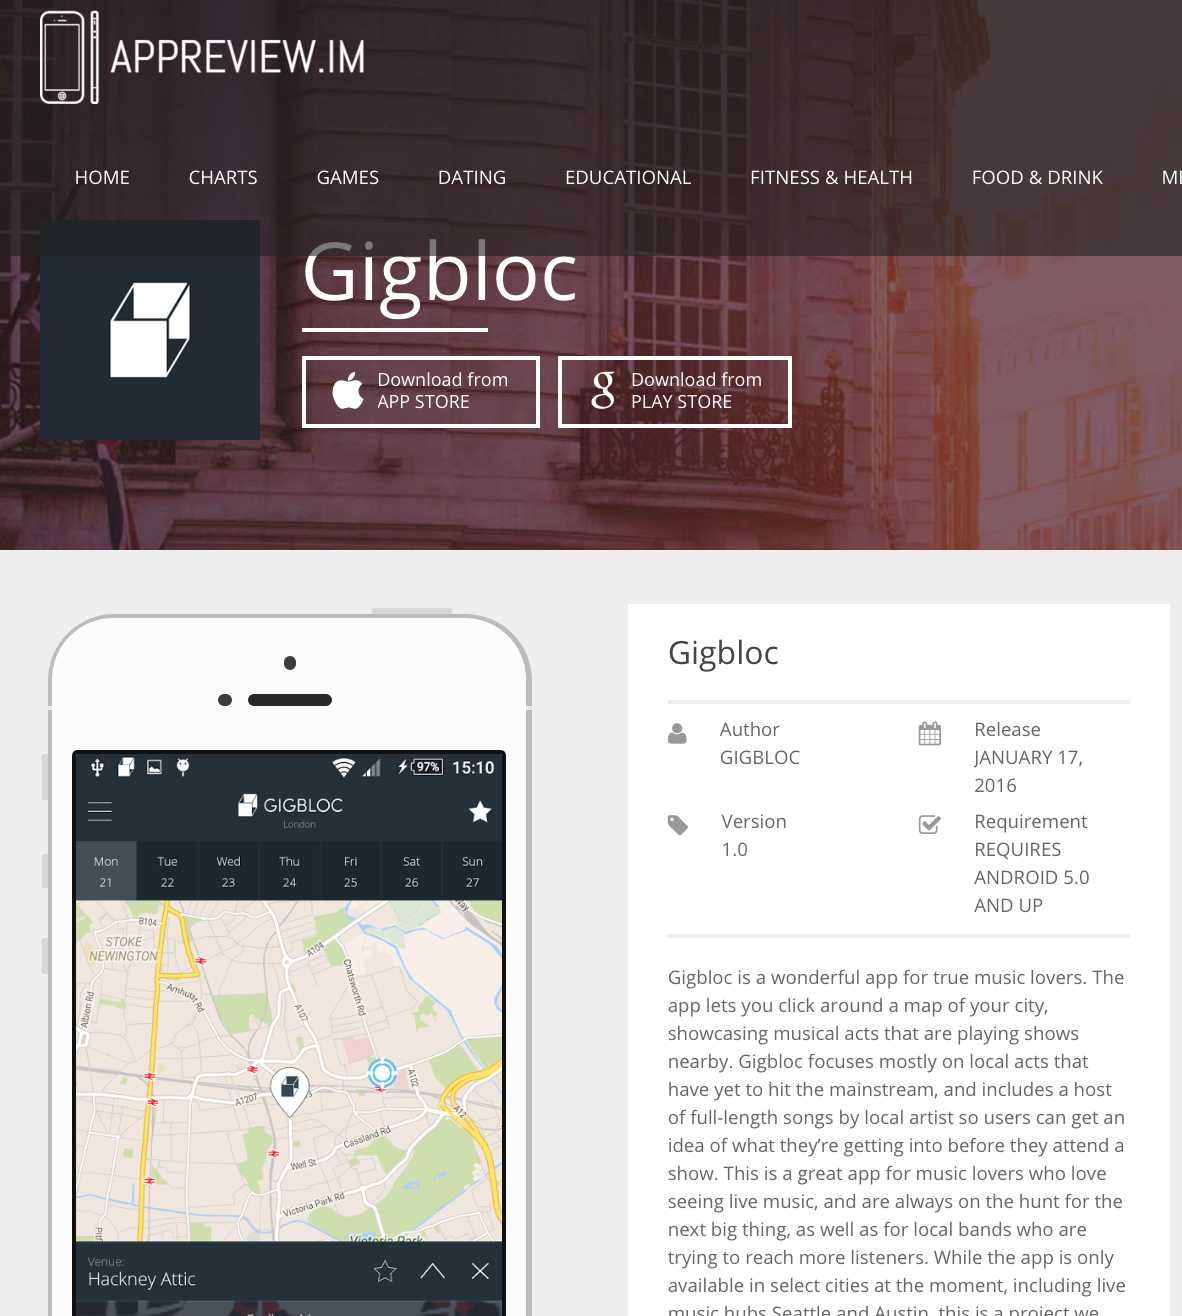 APPREVIEW.IM
HOME CHARTS GAMES DATING EDUCATIONAL FITNESS & HEALTH FOOD & DRINK
Gigbloc
Download from
APP STORE
Download from
PLAY STORE
97% 15:10
GIGBLOC
London
Mon Tue Wed Thu Fri Sat Sun
21 22 23 24 25 26 27
B104
STOKE
NEWINGTON
A104
Way
Chatsworth Rd
Amhurst Rd
Albion Rd
A107
A102
A1207
A12
Cassland Rd
Well St
Victoria Park Rd
Victoria Park
Venue:
Hackney Attic
Gigbloc
Author
GIGBLOC
Release
JANUARY 17,
2016
Version
1.0
Requirement
REQUIRES
ANDROID 5.0
AND UP
Gigbloc is a wonderful app for true music lovers. The
app lets you click around a map of your city,
showcasing musical acts that are playing shows
nearby. Gigbloc focuses mostly on local acts that
have yet to hit the mainstream, and includes a host
of full-length songs by local artist so users can get an
idea of what they’re getting into before they attend a
show. This is a great app for music lovers who love
seeing live music, and are always on the hunt for the
next big thing, as well as for local bands who are
trying to reach more listeners. While the app is only
available in select cities at the moment, including live
music hubs Seattle and Austin, this is a project we